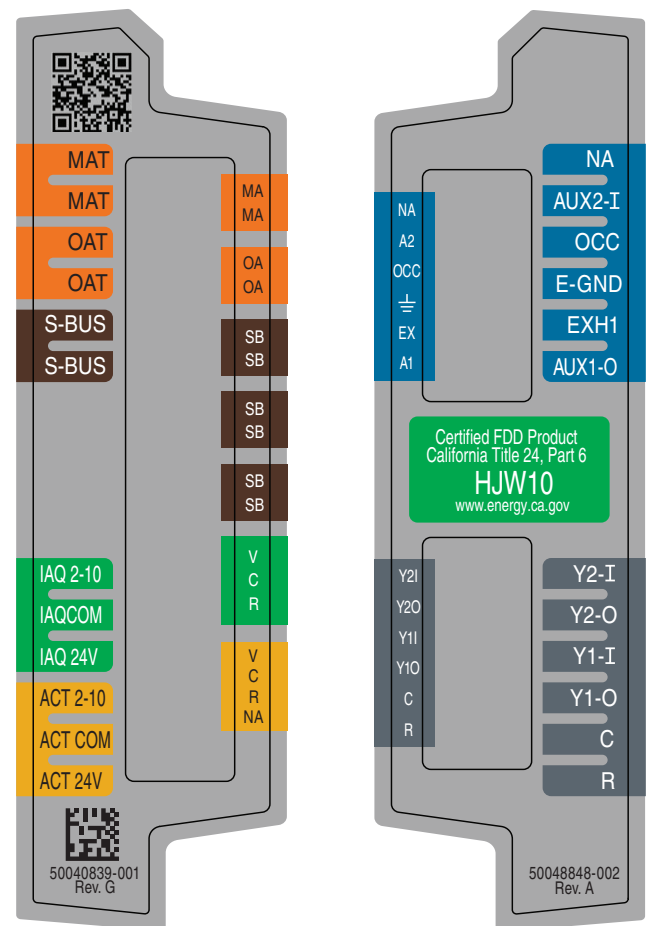 MAT
MAT
OAT
OAT
S-BUS
S-BUS
IAQ 2-10
IAQCOM
IAQ 24V
ACT 2-10
ACT COM
ACT 24V
MA
MA
OA
OA
SB
SB
SB
SB
SB
SB
V
C
R
V
C
R
NA
50040839-001
Rev. G
NA
A2
OCC
EX
A1
NA
AUX2-I
OCC
E-GND
EXH1
AUX1-O
Certified FDD Product
California Title 24, Part 6
HJW10
www.energy.ca.gov
Y2I
Y2O
Y1I
Y1O
C
R
Y2-I
Y2-O
Y1-I
Y1-O
C
R
50048848-002
Rev. A